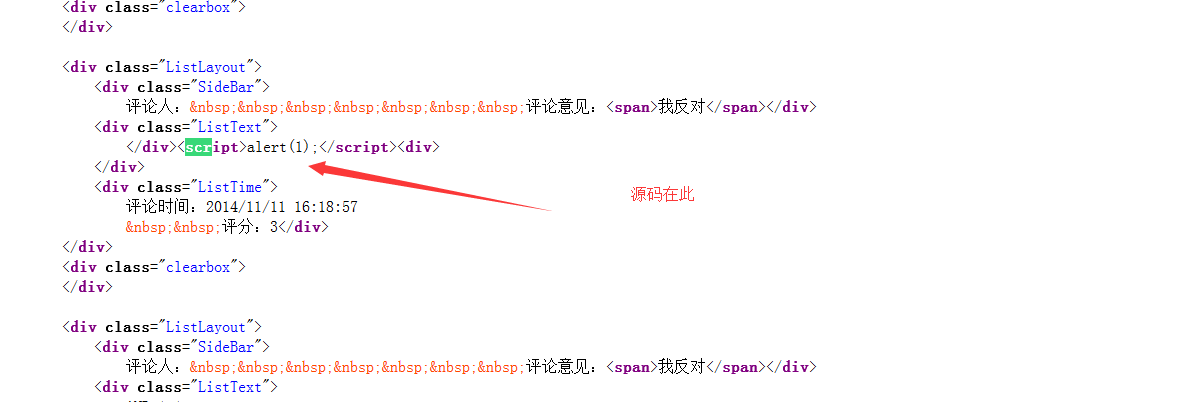 <div class="clearbox">
</div>
<div class="ListLayout">
<div class="SideBar">
评论人：&nbsp;&nbsp;&nbsp;&nbsp;&nbsp;&nbsp;&nbsp;评论意见：<span>我反对</span></div>
<div class="ListText">
</div><script>alert(1);</script><div>
</div>
<div class="ListTime">
源码在此
评论时间：2014/11/11 16:18:57
&nbsp;&nbsp;评分：3</div>
</div>
<div class="clearbox">
</div>
<div class="ListLayout">
<div class="SideBar">
评论人：&nbsp;&nbsp;&nbsp;&nbsp;&nbsp;&nbsp;&nbsp;评论意见：<span>我反对</span></div>
<div class="ListText">